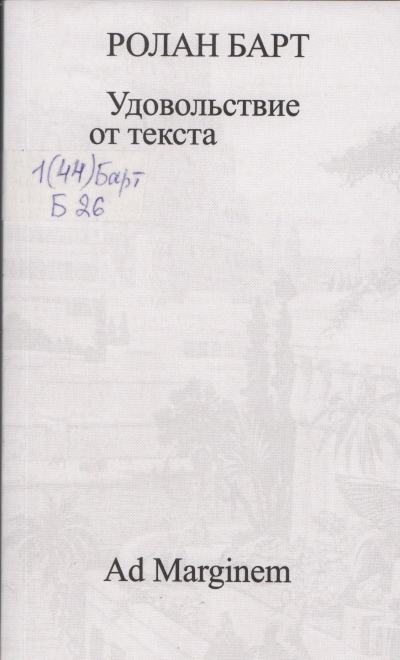 РОЛАН БАРТ
Удовольствие
от текста
1(44)Барт
Б 26
Ad Marginem